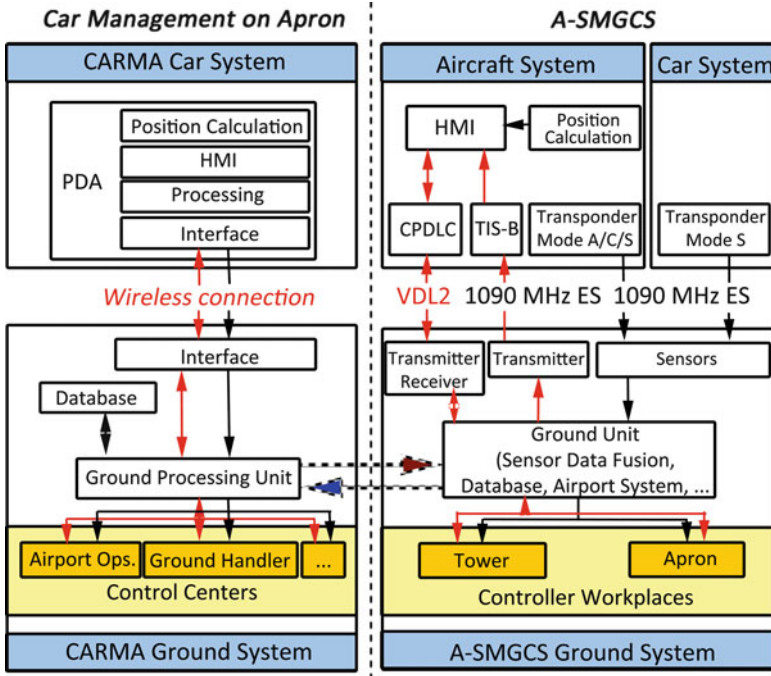 Car Management on Apron
A-SMGCS
CARMA Car System
Aircraft System
Car System
PDA
Position Calculation
HMI
Processing
Interface
HMI
Position
Calculation
CPDLC
TIS-B
Transponder
Mode A/C/S
Transponder
Mode S
Wireless connection
VDL2
1090 MHz ES
1090 MHz ES
Interface
Database
Ground Processing Unit
Transmitter
Receiver
Transmitter
Sensors
Ground Unit
(Sensor Data Fusion,
Database, Airport System, ...
Airport Ops.
Ground Handler
...
Control Centers
Tower
Apron
Controller Workplaces
CARMA Ground System
A-SMGCS Ground System